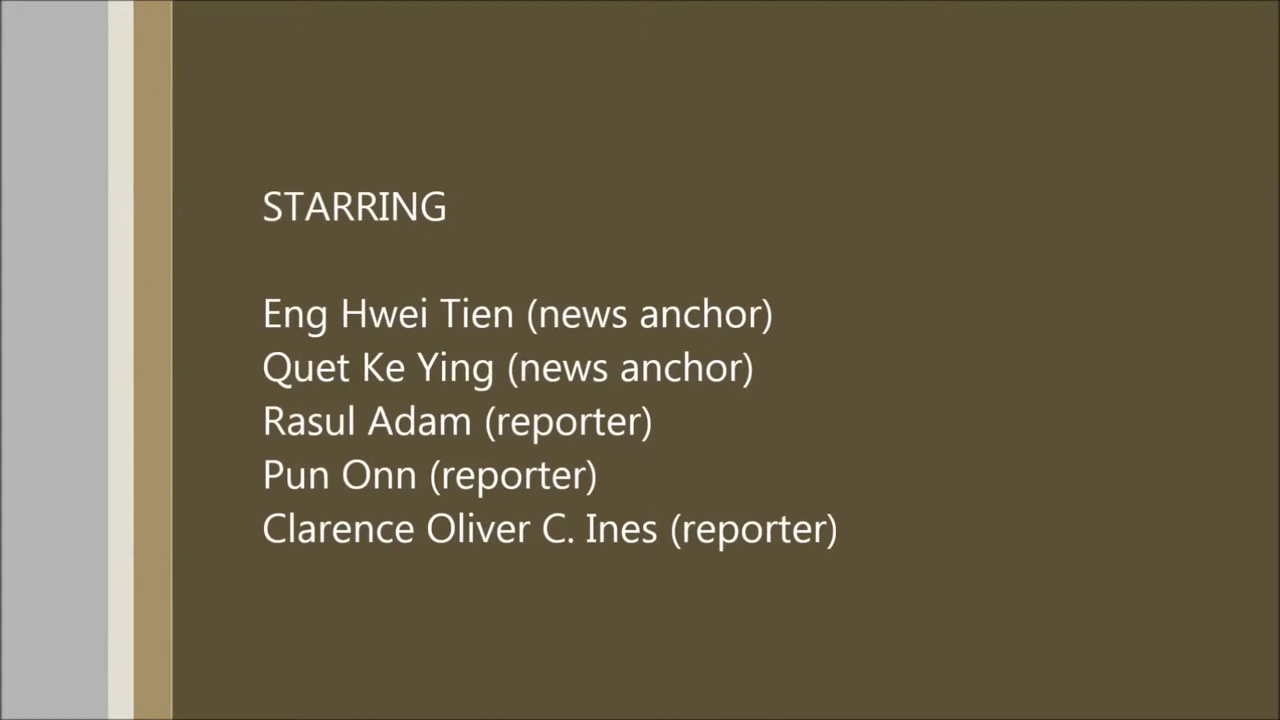 STARRING
Eng Hwei Tien (news anchor)
Quet Ke Ying (news anchor)
Rasul Adam (reporter)
Pun Onn (reporter)
Clarence Oliver C. Ines (reporter)